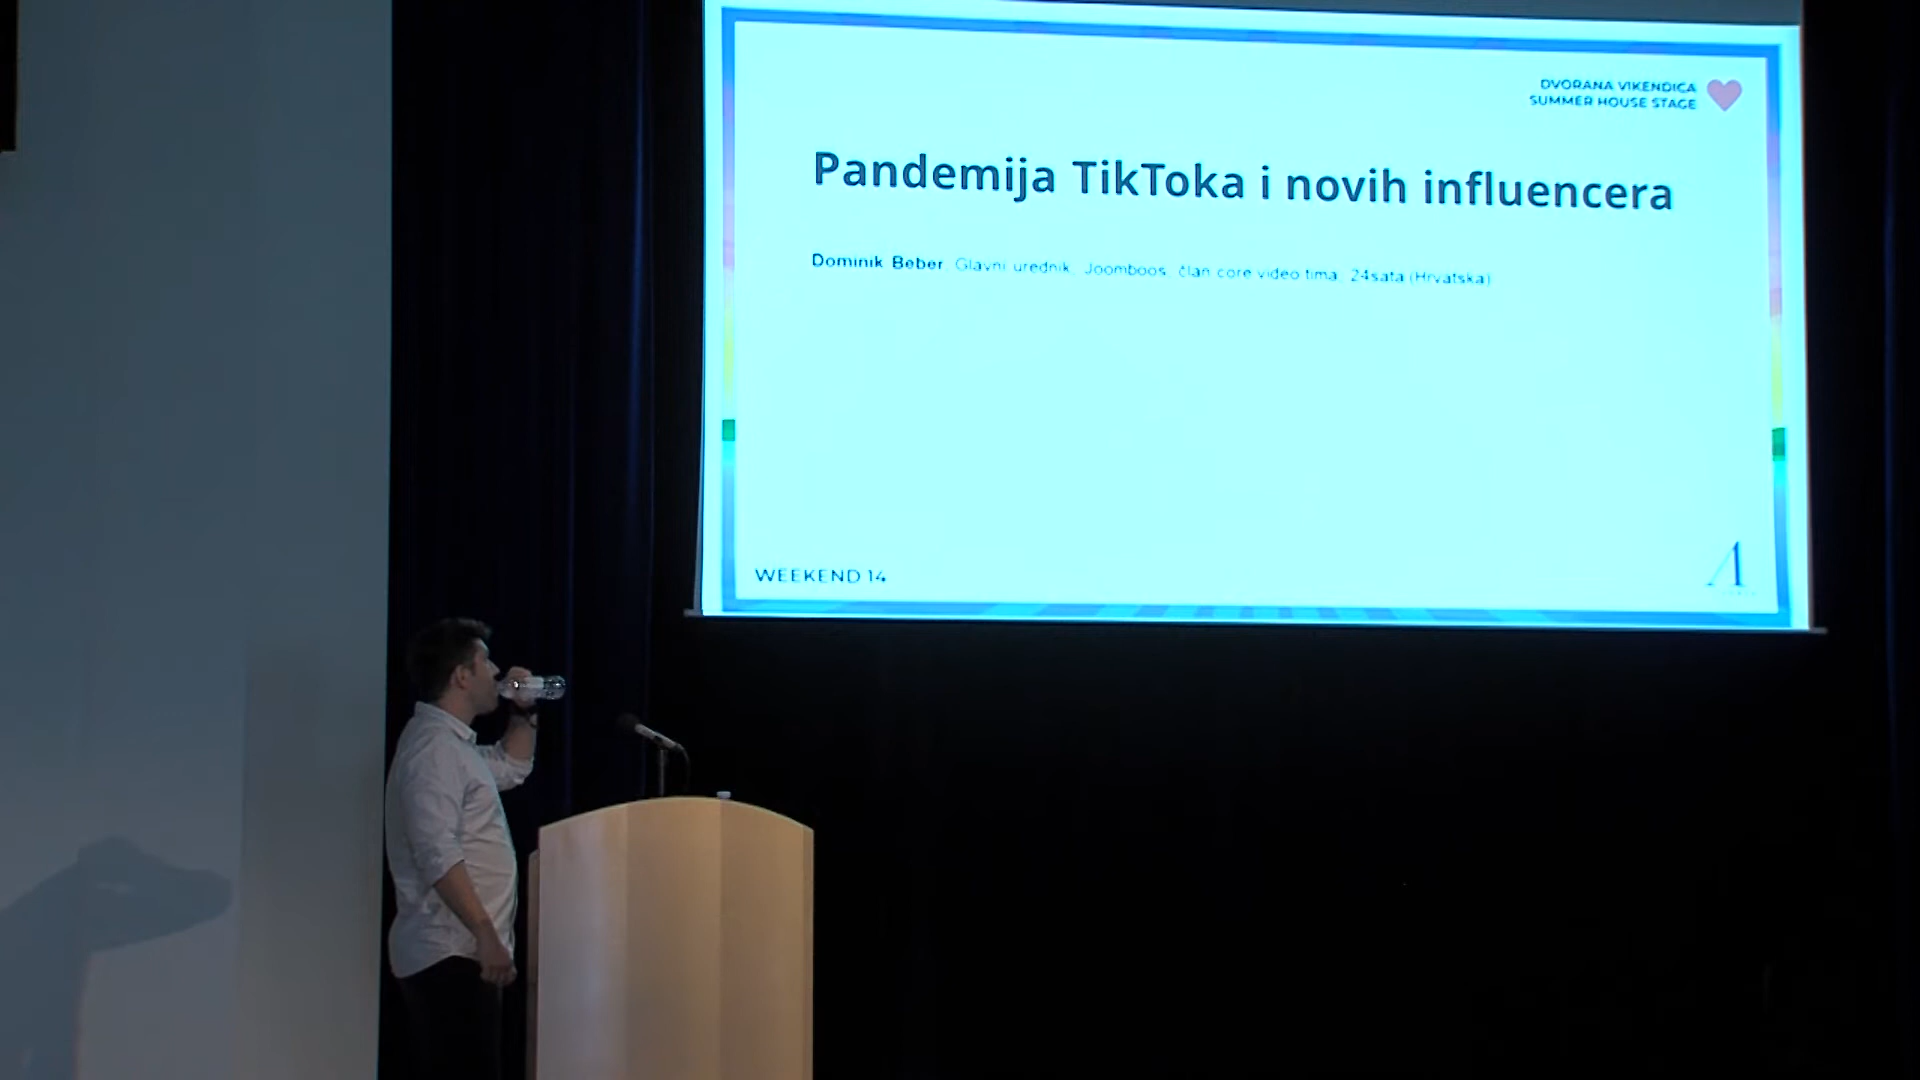 DVORANA VIKENDICA
SUMMER HOUSE STAGE
Pandemija TikToka i novih influencera
Dominik Beber, Glavni urednik, Joomboos, član core video tima, 24sata (Hrvatska)
WEEKEND 14